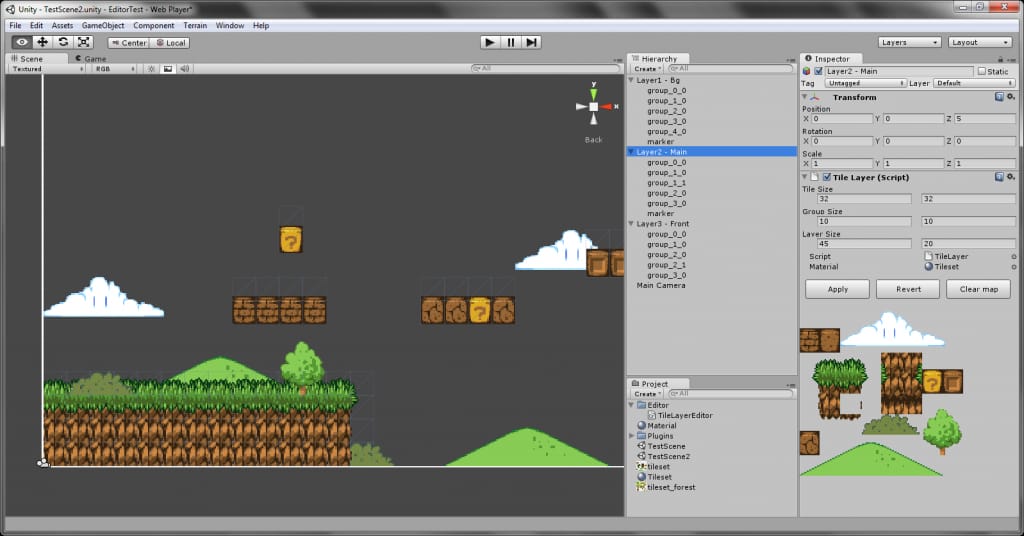 Unity - TestScene2.unity - EditorTest - Web Player*
File Edit Assets GameObject Component Terrain Window Help
Center Local Layers Layout
Scene Game
Textured RGB All
y
x
Back
?
?
Hierarchy
Create All
Layer1 - Bg
group_0_0
group_1_0
group_2_0
group_3_0
group_4_0
marker
Layer2 - Main
group_0_0
group_1_0
group_1_1
group_2_0
group_3_0
marker
Layer3 - Front
group_0_0
group_1_0
group_2_0
group_2_1
group_3_0
Main Camera
Project
Create All
Editor
TileLayerEditor
Material
Plugins
TestScene
TestScene2
tileset
Tileset
tileset_forest
Inspector
Layer2 - Main Static
Tag Untagged Layer Default
Transform
Position
X 0 Y 0 Z 5
Rotation
X 0 Y 0 Z 0
Scale
X 1 Y 1 Z 1
Tile Layer (Script)
Tile Size
32 32
Group Size
10 10
Layer Size
45 20
Script TileLayer
Material Tileset
Apply Revert Clear map
?